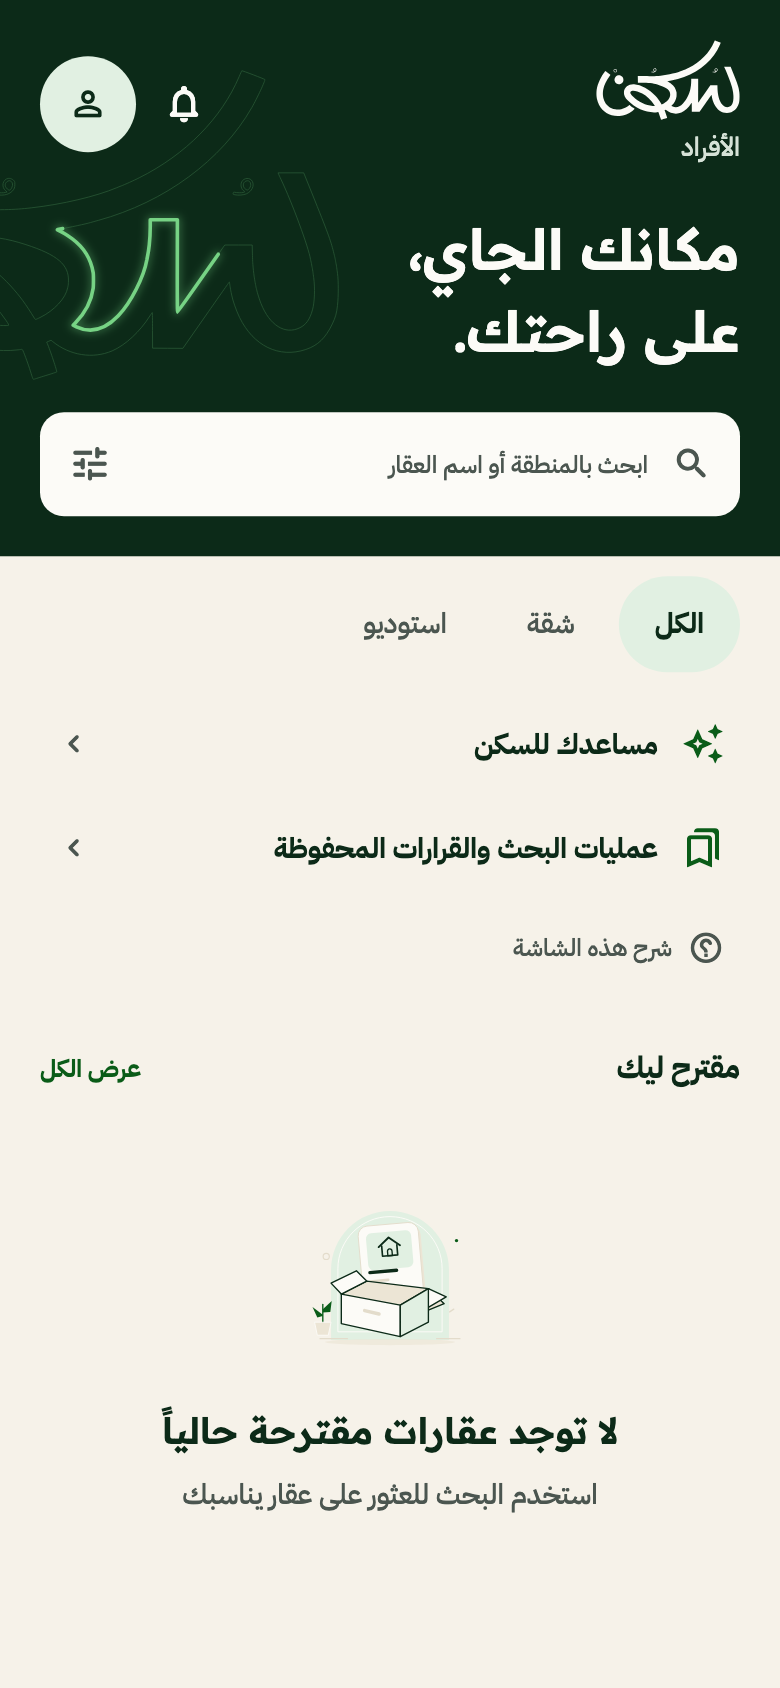 سكن
الأفراد
مكانك الجاي،
على راحتك.
ابحث بالمنطقة أو اسم العقار
الكل
شقة
استوديو
مساعدك للسكن
عمليات البحث والقرارات المحفوظة
شرح هذه الشاشة
مقترح ليك
عرض الكل
لا توجد عقارات مقترحة حالياً
استخدم البحث للعثور على عقار يناسبك